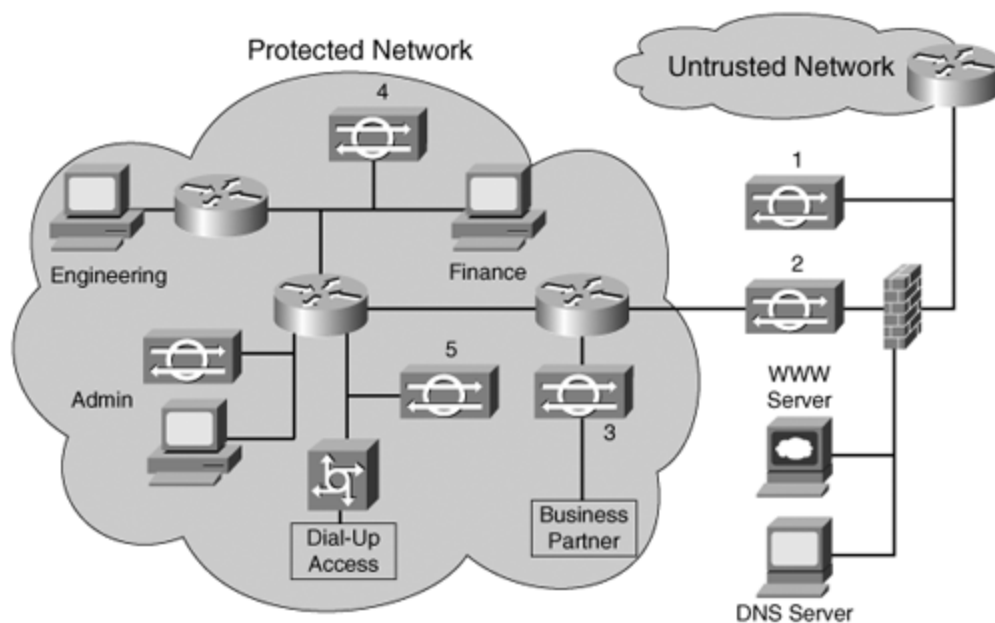 Protected Network
Untrusted Network
4
1
Engineering
Finance
2
5
Admin
3
WWW
Server
Dial-Up
Access
Business
Partner
DNS Server